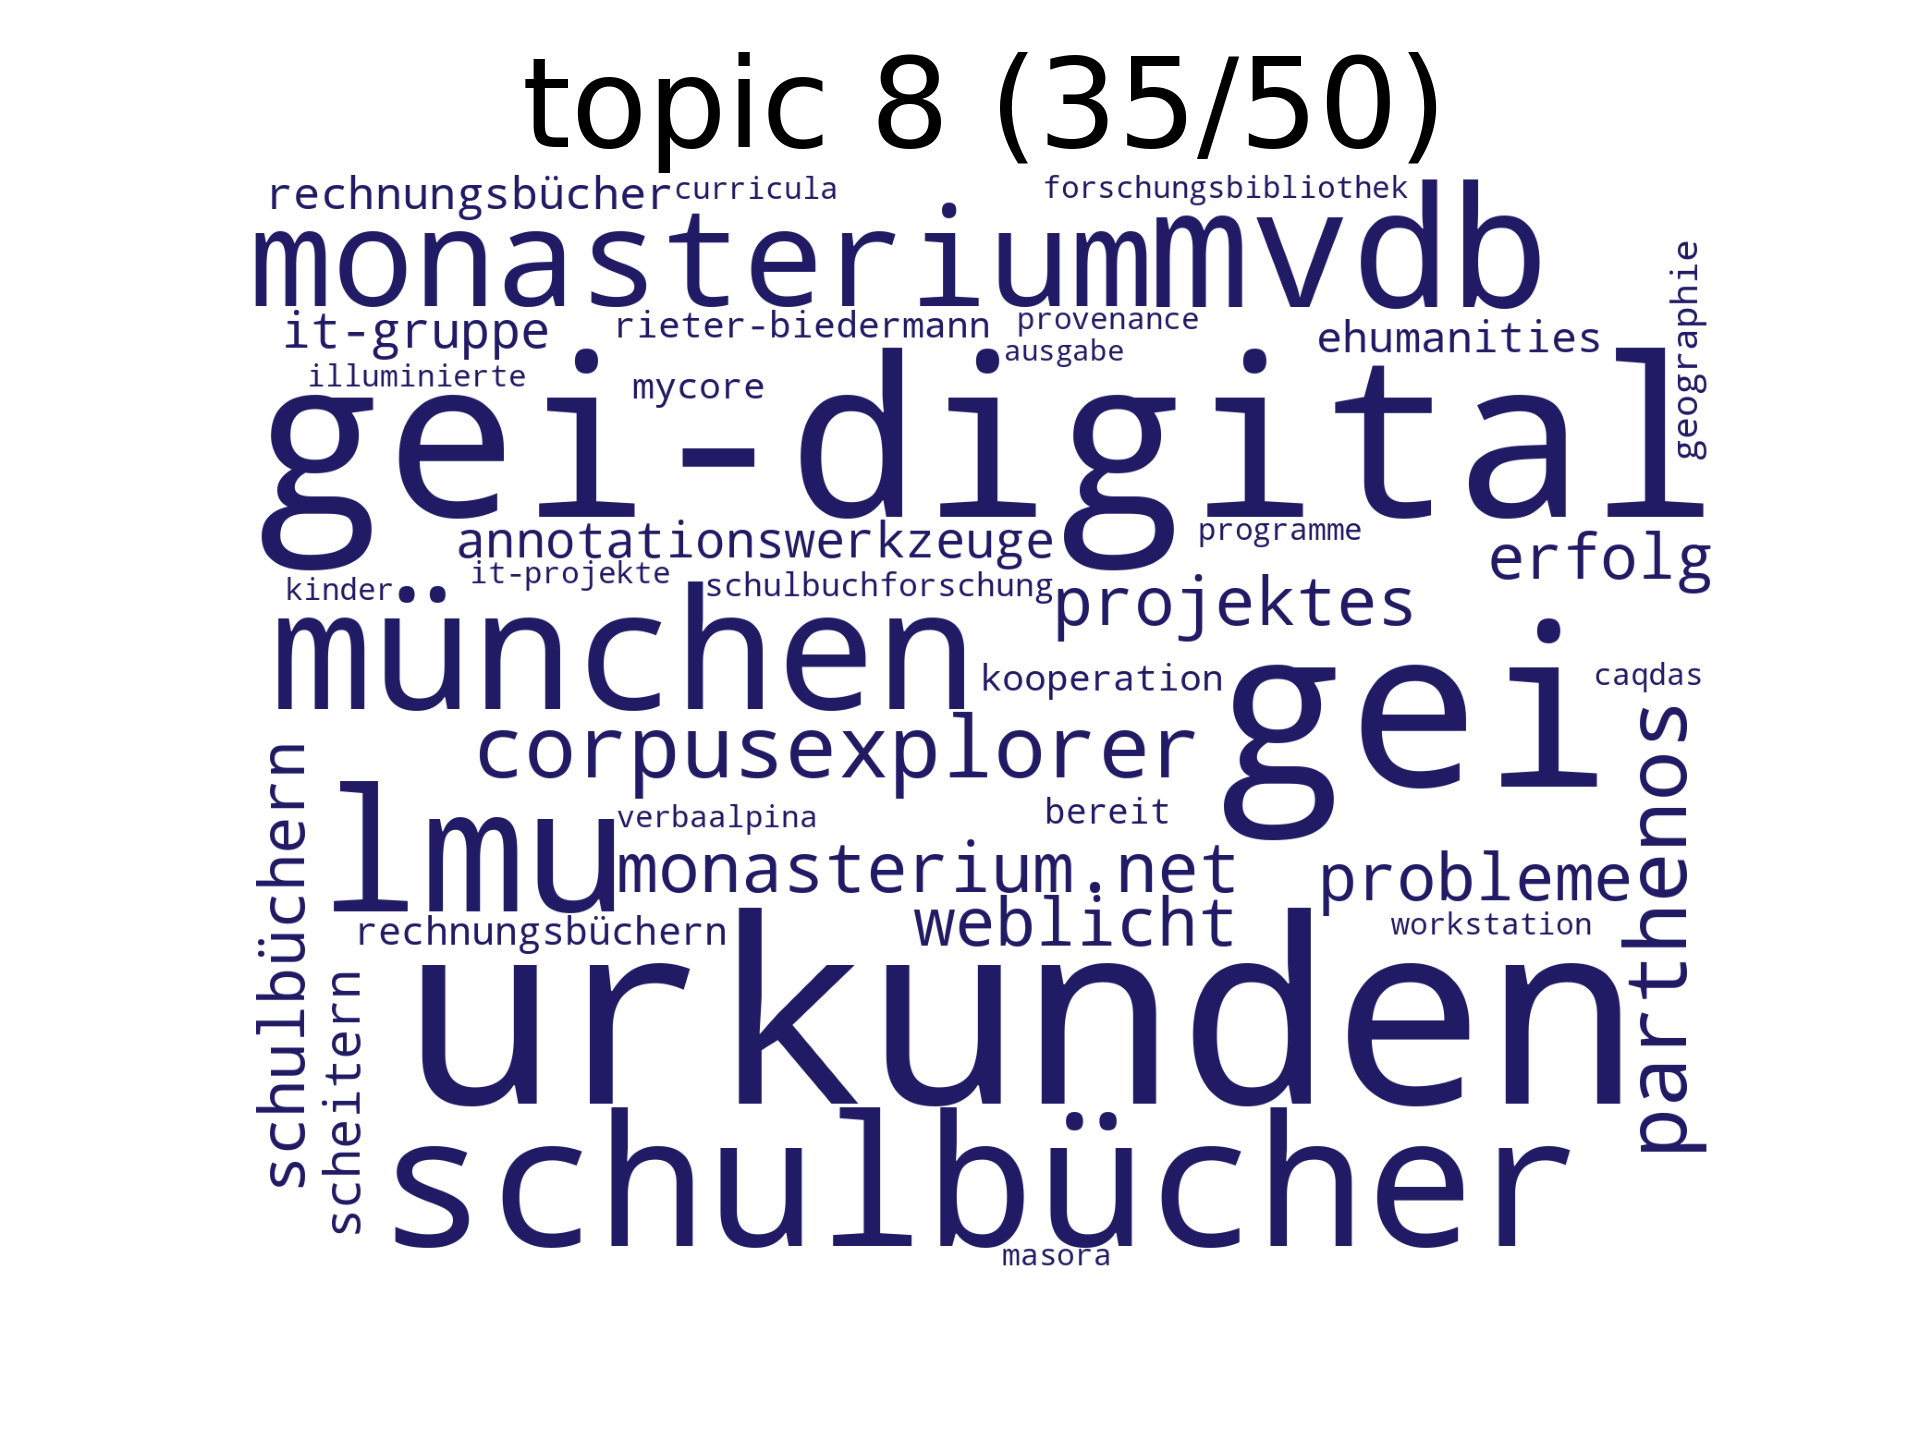 topic 8 (35/50)
rechnungsbücher
curricula
forschungsbibliothek
monasterium
mvdb
geographie
it-gruppe
rieter-biedermann
provenance
ehumanities
ausgabe
illuminierte
mycore
gei-digital
annotationswerkzeuge
programme
erfolg
kinder
it-projekte
schulbuchforschung
projektes
münchen
kooperation
gei
caqdas
corpusexplorer
parthenos
schulbüchern
lmu
verbaalpina
bereit
monasterium.net
probleme
rechnungsbüchern
weblicht
workstation
scheitern
urkunden
schulbücher
masora